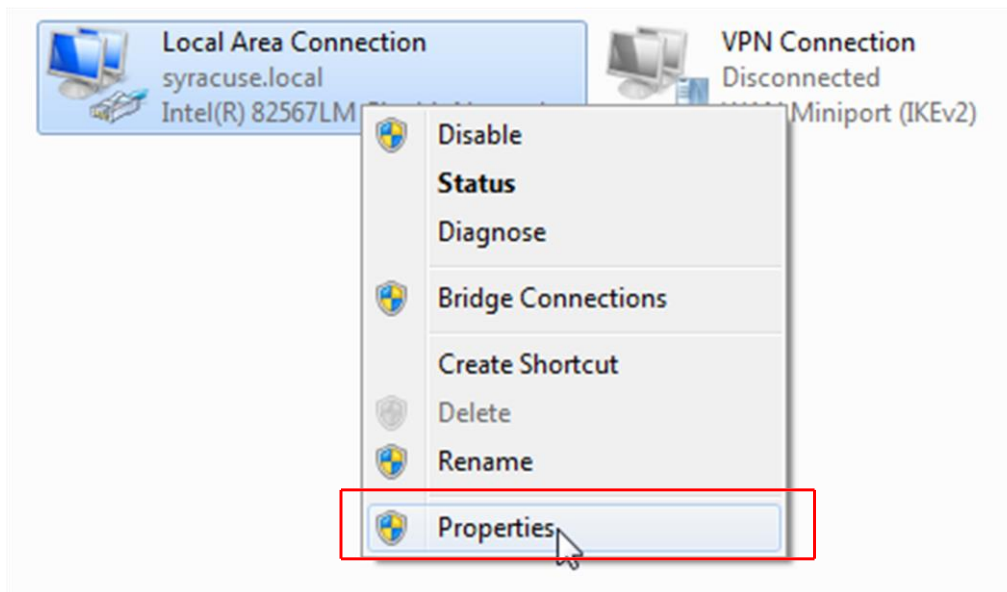 Local Area Connection
syracuse.local
Intel(R) 82567LM
VPN Connection
Disconnected
Miniport (IKEv2)
Disable
Status
Diagnose
Bridge Connections
Create Shortcut
Delete
Rename
Properties